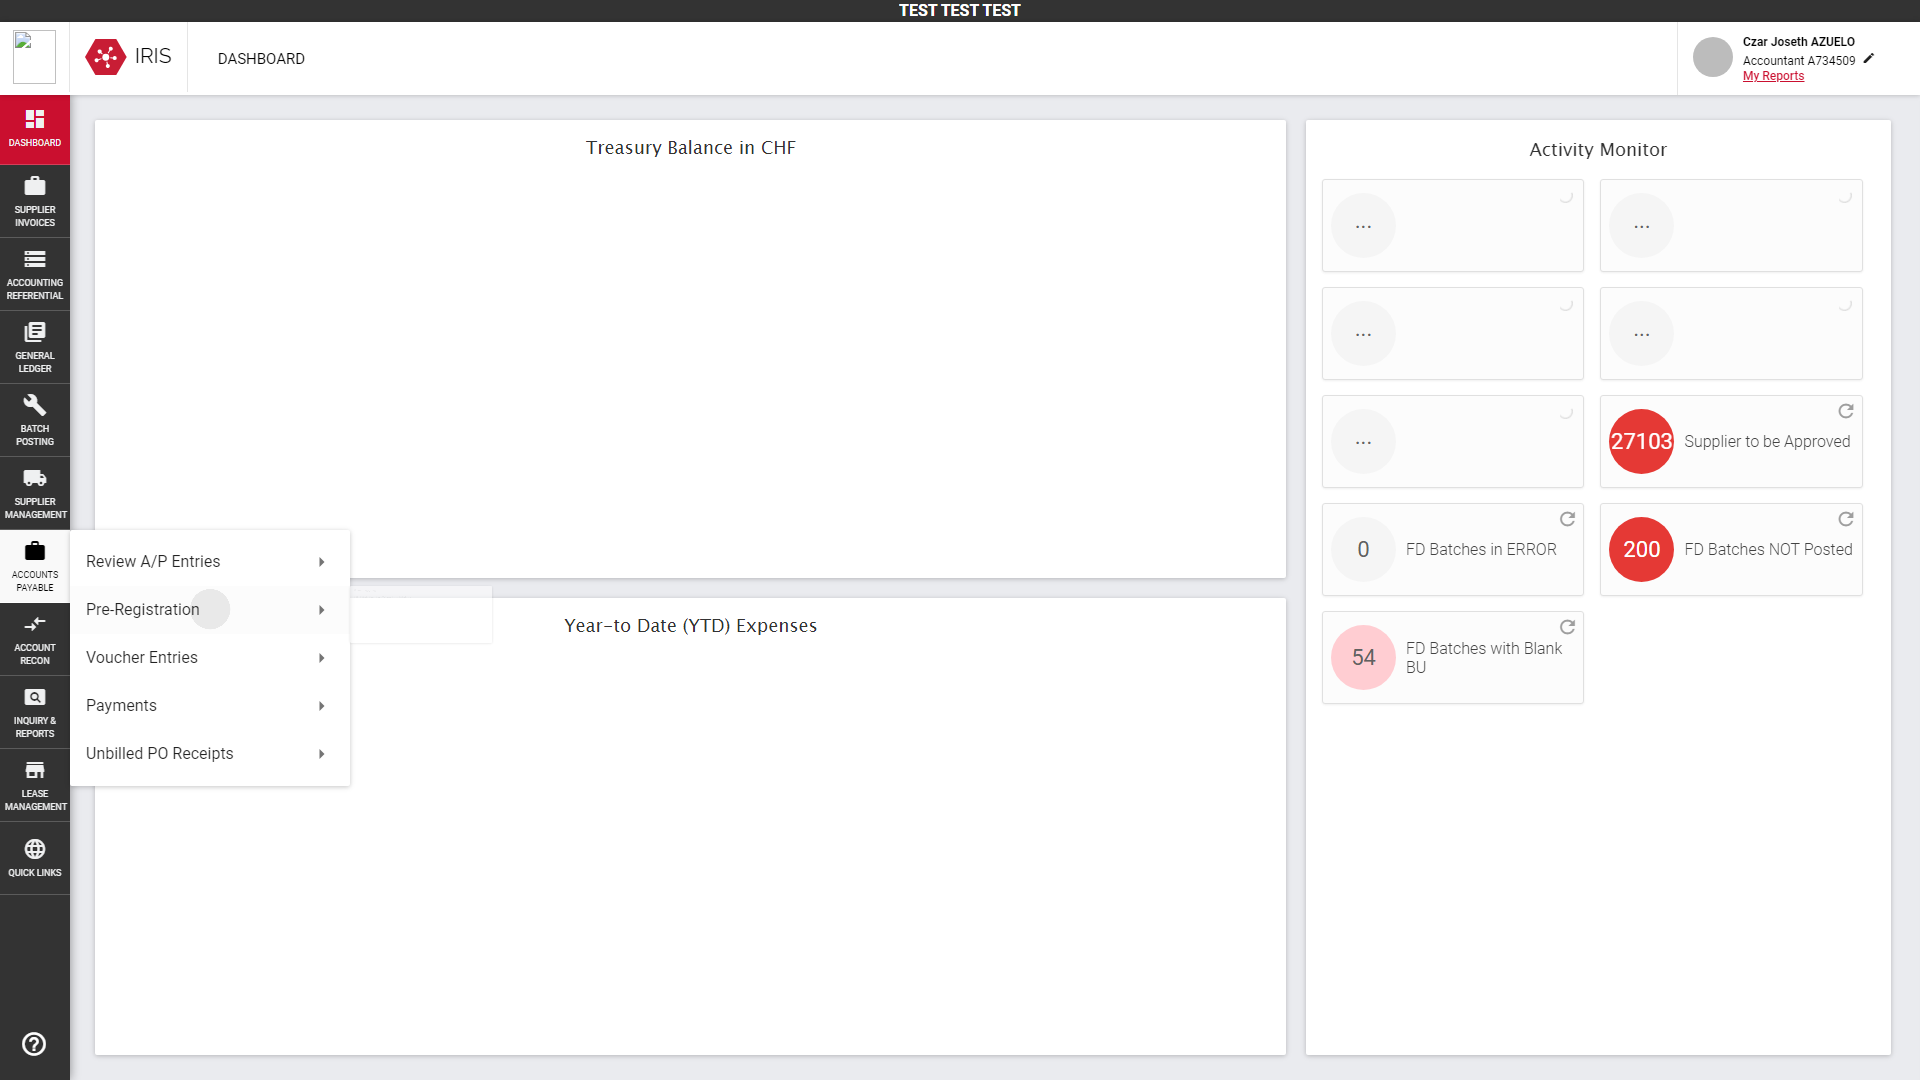 TEST TEST TEST
IRIS
DASHBOARD
Czar Joseth AZUELO
Accountant A734509
My Reports
DASHBOARD
SUPPLIER
INVOICES
ACCOUNTING
REFERENTIAL
GENERAL
LEDGER
BATCH
POSTING
SUPPLIER
MANAGEMENT
ACCOUNTS
PAYABLE
ACCOUNT
RECON
INQUIRY &
REPORTS
LEASE
MANAGEMENT
QUICK LINKS
Review A/P Entries
Pre-Registration
Voucher Entries
Payments
Unbilled PO Receipts
Treasury Balance in CHF
Year-to Date (YTD) Expenses
Activity Monitor
...
...
...
...
...
27103 Supplier to be Approved
0 FD Batches in ERROR
200 FD Batches NOT Posted
54 FD Batches with Blank
BU